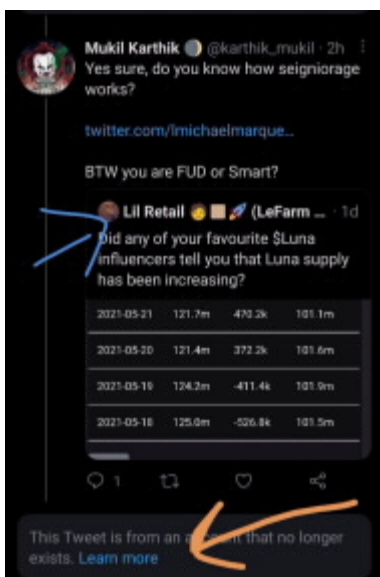 Mukil Karthik @karthik_mukil · 2h
Yes sure, do you know how seigniorage
works?
twitter.com/lmichaelmarque...
BTW you are FUD or Smart?
Lil Retail (LeFarm ... · 1d
Did any of your favourite $Luna
influencers tell you that Luna supply
has been increasing?
2021-05-21 121.7m 470.2k 101.1m
2021-05-20 121.4m 372.2k 101.6m
2021-05-19 124.2m -411.4k 101.9m
2021-05-18 125.0m -526.8k 101.5m
1
This Tweet is from an account that no longer
exists. Learn more